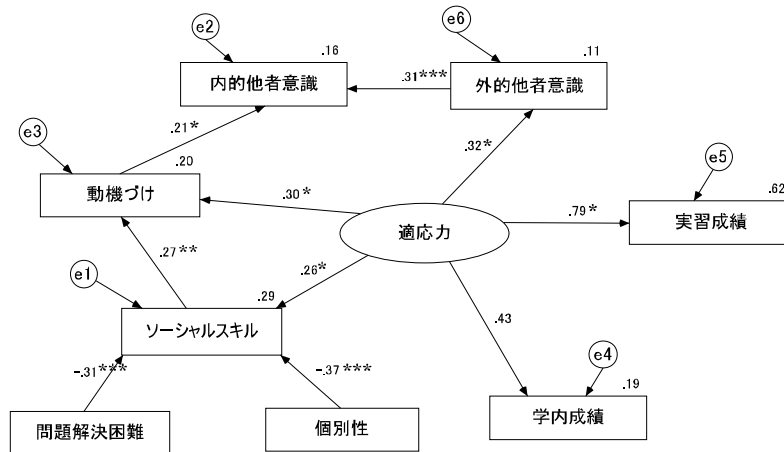 e2
.16
e6
.11
内的他者意識
.31***
外的他者意識
e3
.21*
.20
.32*
e5
.62
動機づけ
.30*
適応力
.79*
実習成績
.27**
e1
.26*
.29
ソーシャルスキル
.43
-.31***
-.37***
e4
.19
問題解決困難
個別性
学内成績